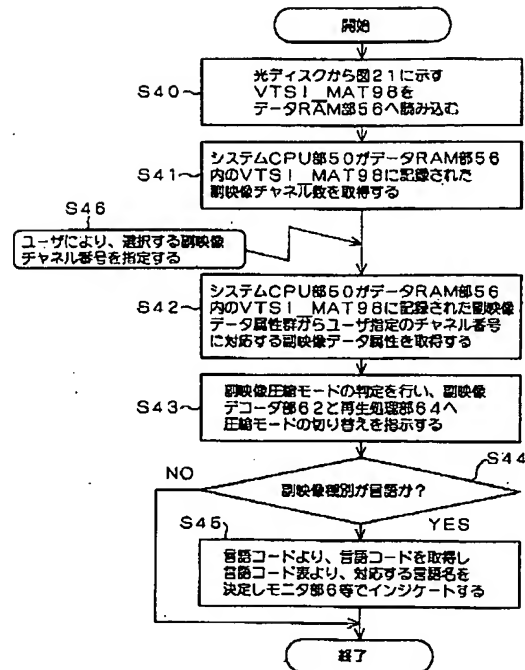 開始
S40
光ディスクから図21に示す
VTSI_MAT98を
データRAM部56へ読み込む
S41
システムCPU部50がデータRAM部56
内のVTSI_MAT98に記録された
副映像チャネル数を取得する
S46
ユーザにより、選択する副映像
チャネル番号を指定する
S42
システムCPU部50がデータRAM部56
内のVTSI_MAT98に記録された副映像
データ属性群からユーザ指定のチャネル番号
に対応する副映像データ属性を取得する
S43
副映像圧縮モードの判定を行い、副映像
デコーダ部62と再生処理部64へ
圧縮モードの切り替えを指示する
S44
NO
副映像種別が言語か?
YES
S45
言語コードより、言語コードを取得し
言語コード表より、対応する言語名を
決定しモニタ部6等でインジケートする
終了